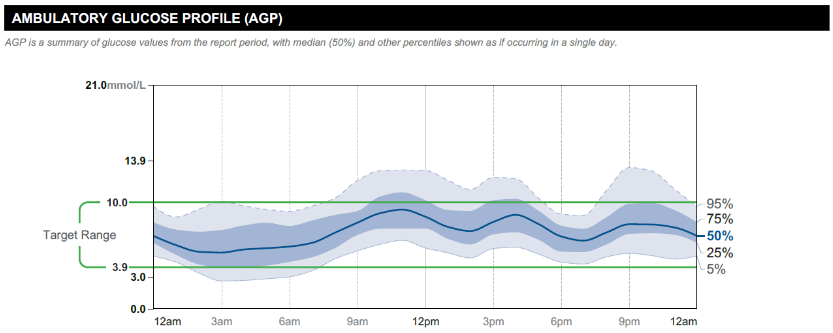 AMBULATORY GLUCOSE PROFILE (AGP)
AGP is a summary of glucose values from the report period, with median (50%) and other percentiles shown as if occurring in a single day.
21.0mmol/L
13.9
10.0
Target Range
3.9
3.0
0.0
95%
75%
50%
25%
5%
12am 3am 6am 9am 12pm 3pm 6pm 9pm 12am